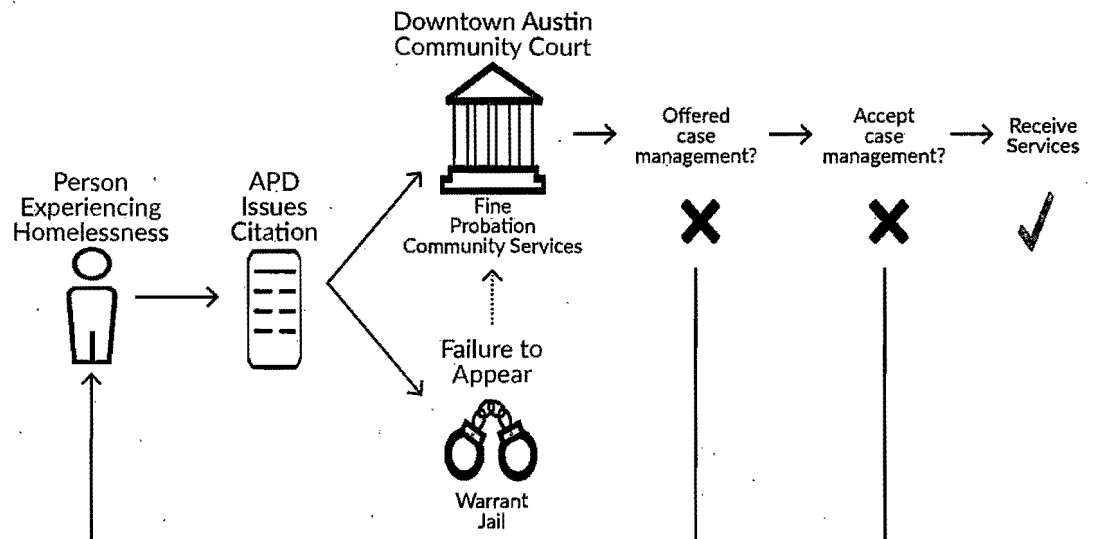 Downtown Austin
Community Court
Offered
case
management?
Accept
case
management?
Receive
Services
Person
Experiencing
Homelessness
APD
Issues
Citation
Fine
Probation
Community Services
Failure to
Appear
Warrant
Jail